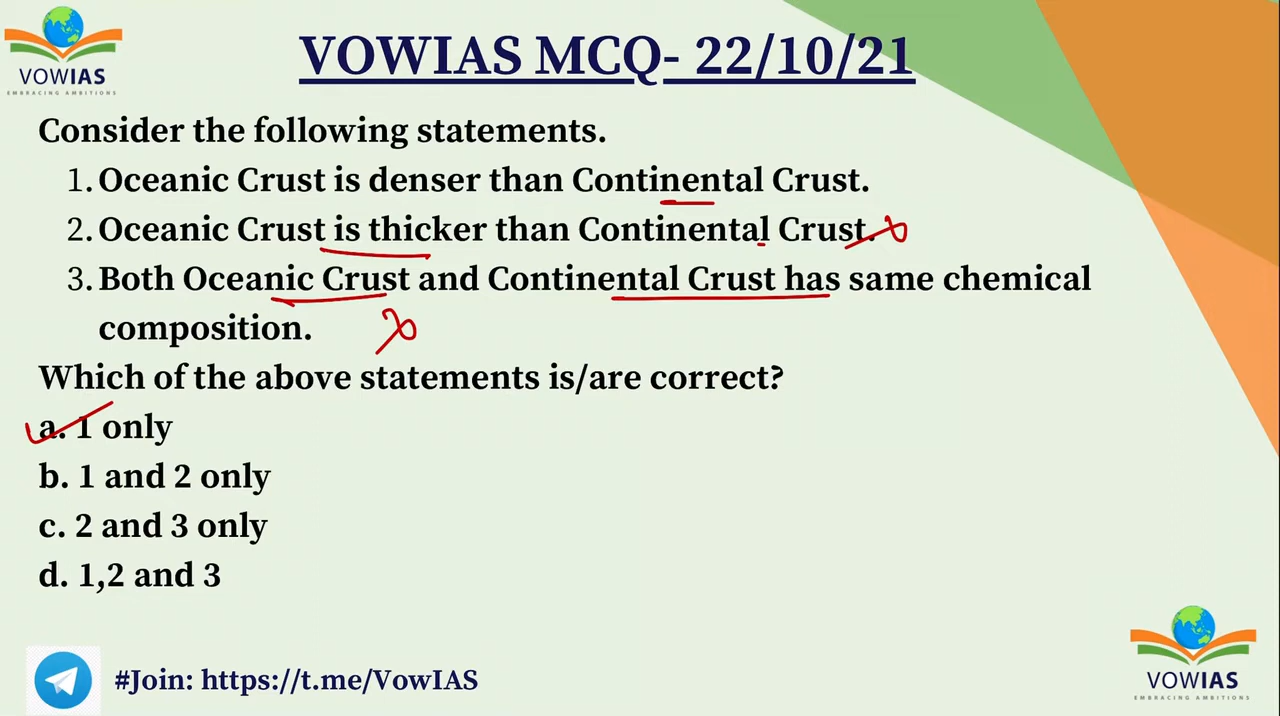 VOWIAS
EMBRACING AMBITIONS
VOWIAS MCQ- 22/10/21
Consider the following statements.
1. Oceanic Crust is denser than Continental Crust.
2. Oceanic Crust is thicker than Continental Crust.
3. Both Oceanic Crust and Continental Crust has same chemical
composition.
Which of the above statements is/are correct?
a. 1 only
b. 1 and 2 only
c. 2 and 3 only
d. 1,2 and 3
#Join: https://t.me/VowIAS
VOWIAS
EMBRACING AMBITIONS